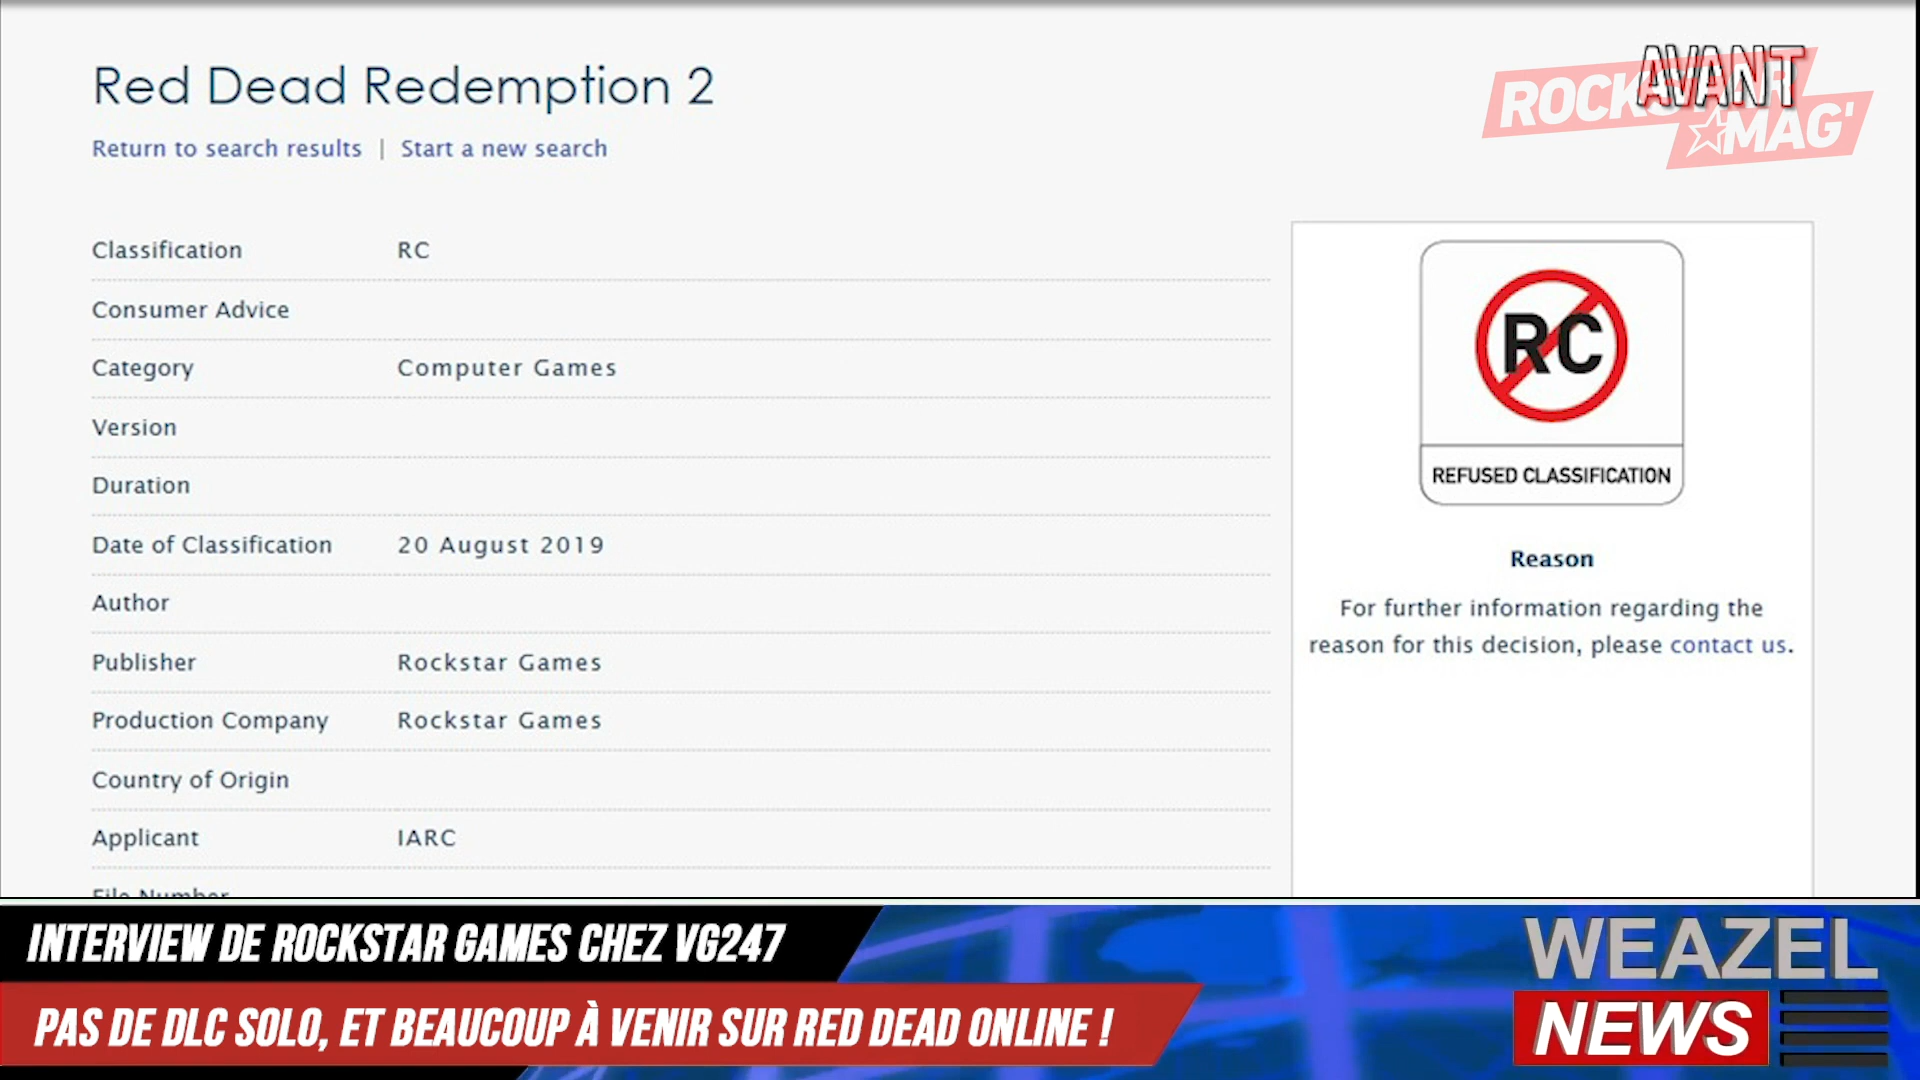 Red Dead Redemption 2
AVANT
ROCKSTAR
MAG'
Return to search results | Start a new search
Classification RC
Consumer Advice
Category Computer Games
Version
Duration
Date of Classification 20 August 2019
Author
Publisher Rockstar Games
Production Company Rockstar Games
Country of Origin
Applicant IARC
File Number
RC
REFUSED CLASSIFICATION
Reason
For further information regarding the
reason for this decision, please contact us.
INTERVIEW DE ROCKSTAR GAMES CHEZ VG247
PAS DE DLC SOLO, ET BEAUCOUP À VENIR SUR RED DEAD ONLINE !
WEAZEL
NEWS